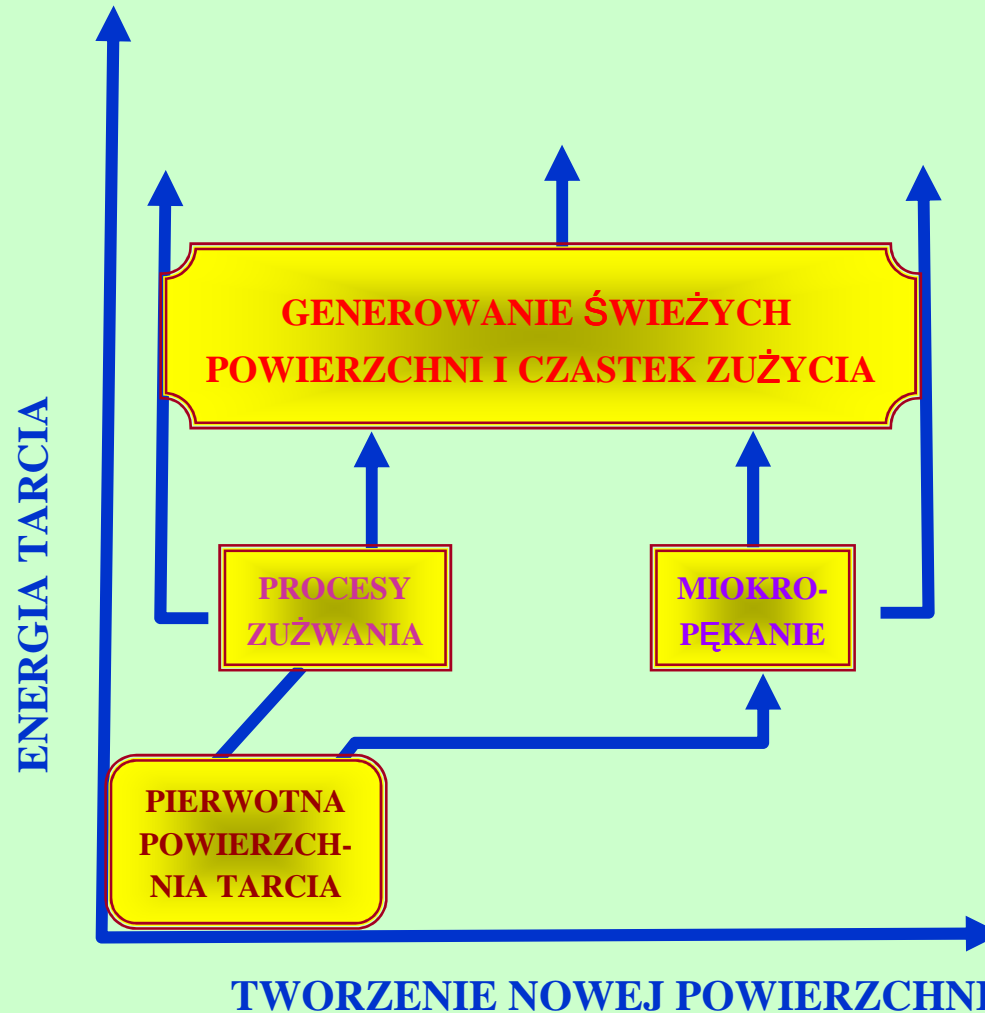 GENEROWANIE ŚWIEŻYCH
POWIERZCHNI I CZASTEK ZUŻYCIA
ENERGIA TARCIA
PROCESY
ZUŻWANIA
MIOKRO-
PĘKANIE
PIERWOTNA
POWIERZCH-
NIA TARCIA
TWORZENIE NOWEJ POWIERZCHNI